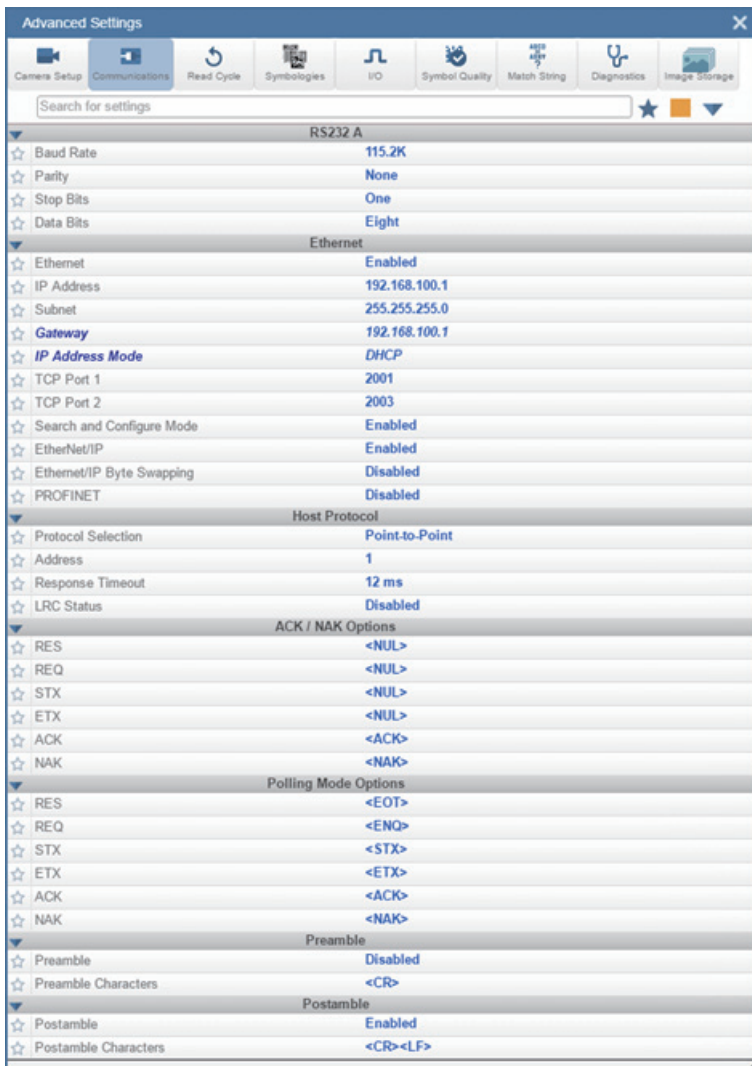 Advanced Settings
Camera Setup Communications Read Cycle Symbologies I/O Symbol Quality Match String Diagnostics Image Storage
Search for settings
RS232 A
Baud Rate 115.2K
Parity None
Stop Bits One
Data Bits Eight
Ethernet
Ethernet Enabled
IP Address 192.168.100.1
Subnet 255.255.255.0
Gateway 192.168.100.1
IP Address Mode DHCP
TCP Port 1 2001
TCP Port 2 2003
Search and Configure Mode Enabled
EtherNet/IP Enabled
Ethernet/IP Byte Swapping Disabled
PROFINET Disabled
Host Protocol
Protocol Selection Point-to-Point
Address 1
Response Timeout 12 ms
LRC Status Disabled
ACK / NAK Options
RES <NUL>
REQ <NUL>
STX <NUL>
ETX <NUL>
ACK <ACK>
NAK <NAK>
Polling Mode Options
RES <EOT>
REQ <ENQ>
STX <STX>
ETX <ETX>
ACK <ACK>
NAK <NAK>
Preamble
Preamble Disabled
Preamble Characters <CR>
Postamble
Postamble Enabled
Postamble Characters <CR><LF>